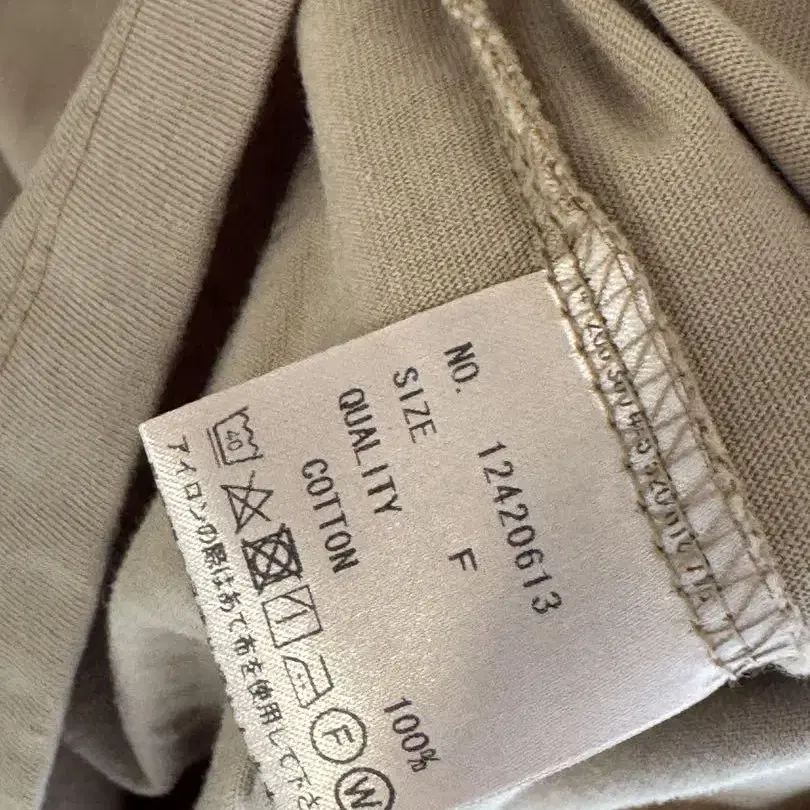 NO. 12420613
SIZE F
QUALITY
COTTON 100%
40
F
W
アイロンの際はあて布を使用して下さ